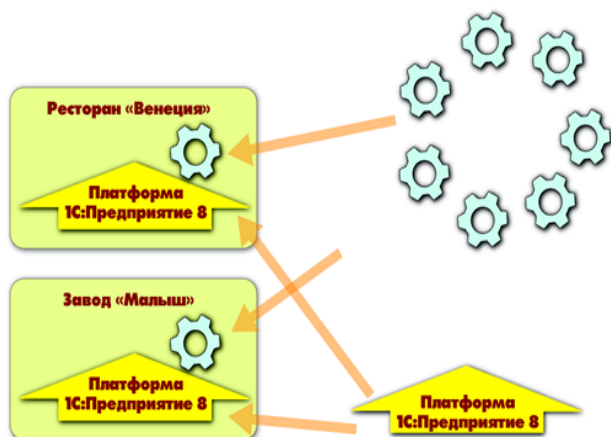 Ресторан «Венеция»
Платформа
1С:Предприятие 8
Завод «Малыш»
Платформа
1С:Предприятие 8
Платформа
1С:Предприятие 8